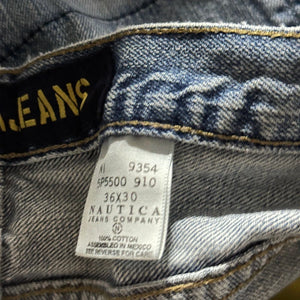 JEANS
9354
SP5500 910
36X30
NAUTICA
JEANS COMPANY
100% COTTON
ASSEMBLED IN MEXICO
SEE REVERSE FOR CARE